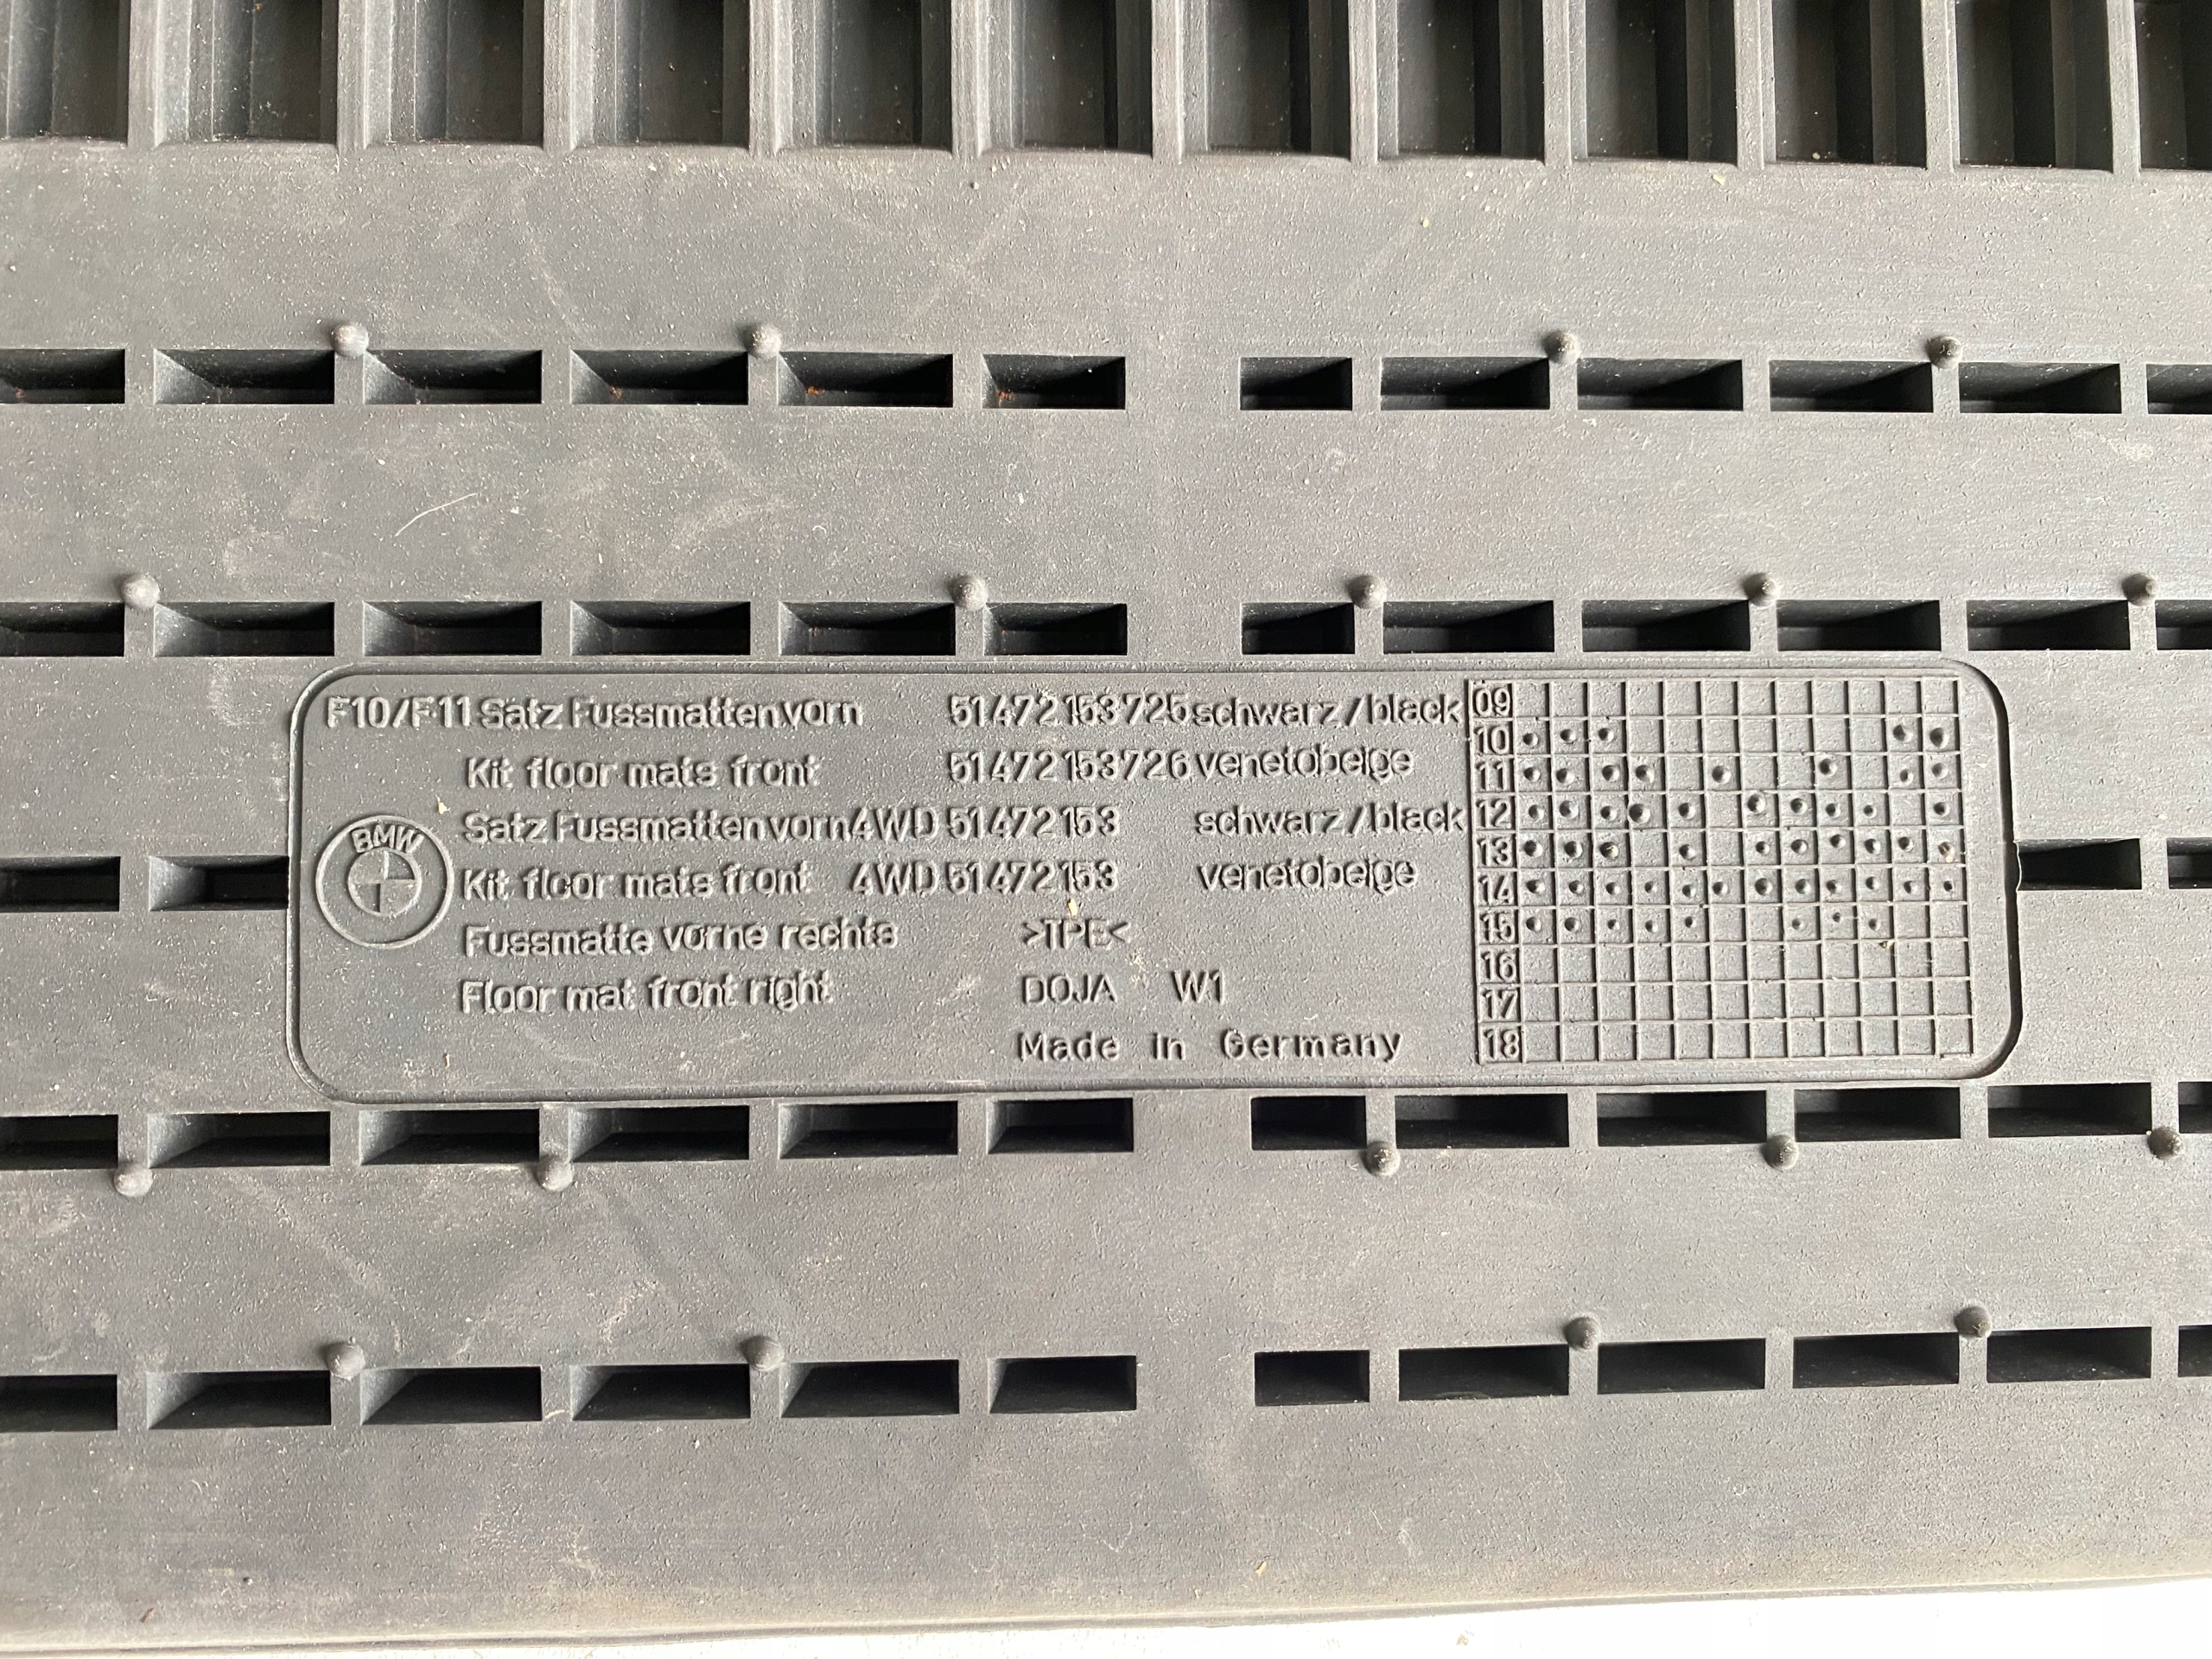 F10/F11 Satz Fussmatten vorn 51472153725 schwarz/black
Kit floor mats front 51472153726 venetobeige
Satz Fussmatten vorn 4WD 51472153 schwarz/black
Kit floor mats front 4WD 51472153 venetobeige
Fussmatte vorne rechts >TPE<
Floor mat front right DOJA W1
Made in Germany
BMW
09
10
11
12
13
14
15
16
17
18